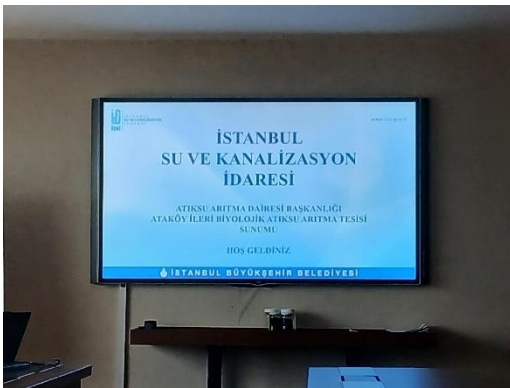 İSTANBUL
SU VE KANALİZASYON
İDARESİ
ATIKSU ARITMA DAİRESİ BAŞKANLIĞI
ATAKÖY İLERİ BİYOLOJİK ATIKSU ARITMA TESİSİ
SUNUMU
HOŞ GELDİNİZ
İSTANBUL BÜYÜKŞEHİR BELEDİYESİ